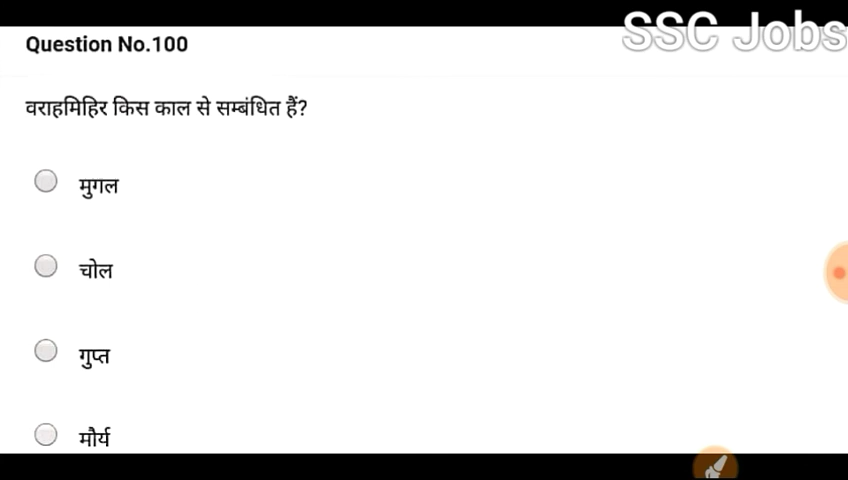 SSC Jobs
Question No.100
वराहमिहिर किस काल से सम्बंधित हैं?
मुगल
चोल
गुप्त
मौर्य